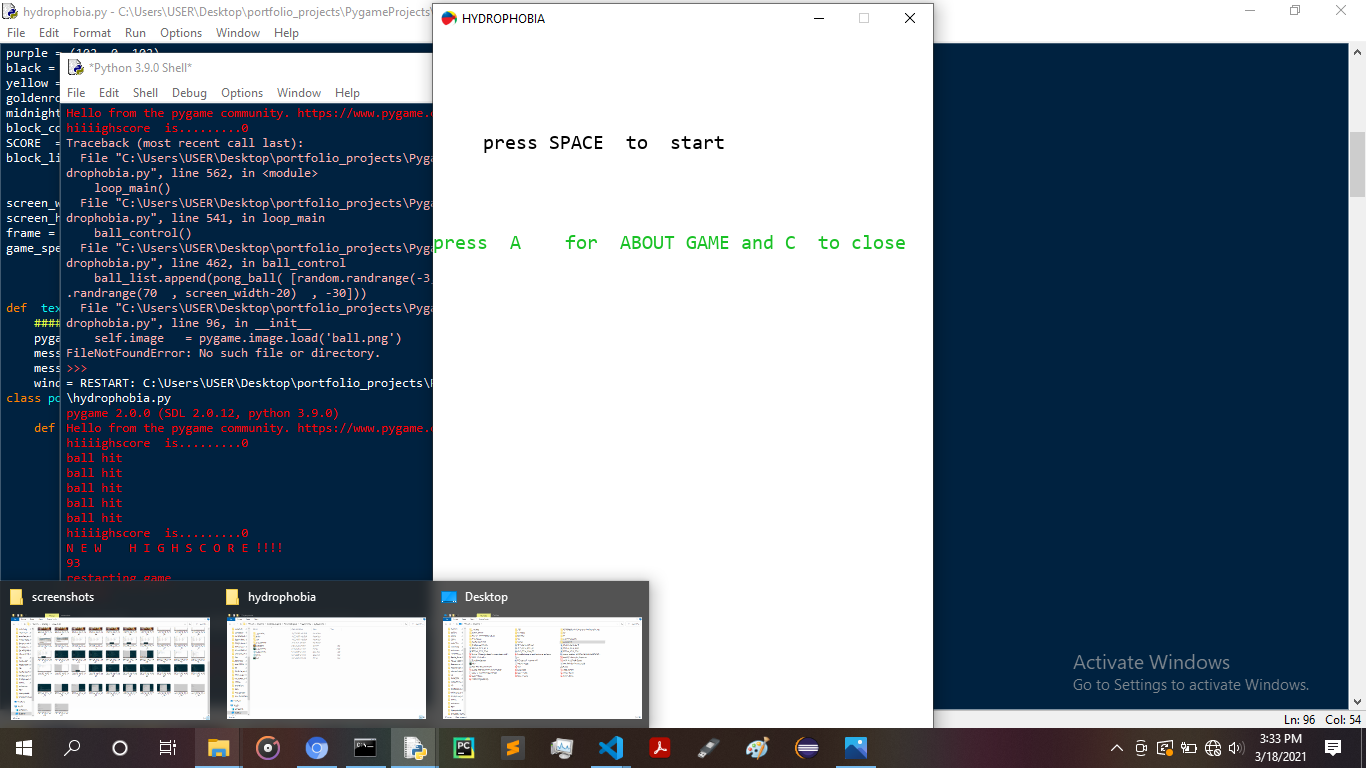 hydrophobia.py - C:\Users\USER\Desktop\portfolio_projects\PygameProjects\
File Edit Format Run Options Window Help
purple = (102, 0, 102)
black =
yellow =
goldenro
midnight
block_co
SCORE =
block_li
screen_w
screen_h
frame =
game_spe
def tex
####
pyga
mess
mess
wind
class po
def
*Python 3.9.0 Shell*
File Edit Shell Debug Options Window Help
Hello from the pygame community. https://www.pygame.
hiiiighscore is.........0
Traceback (most recent call last):
File "C:\Users\USER\Desktop\portfolio_projects\Pyga
drophobia.py", line 562, in <module>
loop_main()
File "C:\Users\USER\Desktop\portfolio_projects\Pyga
drophobia.py", line 541, in loop_main
ball_control()
File "C:\Users\USER\Desktop\portfolio_projects\Pyga
drophobia.py", line 462, in ball_control
ball_list.append(pong_ball( [random.randrange(-3
.randrange(70 , screen_width-20) , -30]))
File "C:\Users\USER\Desktop\portfolio_projects\Pyga
drophobia.py", line 96, in __init__
self.image = pygame.image.load('ball.png')
FileNotFoundError: No such file or directory.
>>>
= RESTART: C:\Users\USER\Desktop\portfolio_projects\
\hydrophobia.py
pygame 2.0.0 (SDL 2.0.12, python 3.9.0)
Hello from the pygame community. https://www.pygame.
hiiiighscore is.........0
ball hit
ball hit
ball hit
ball hit
ball hit
hiiiighscore is.........0
N E W H I G H S C O R E !!!!
93
restarting game
HYDROPHOBIA
press SPACE to start
press A for ABOUT GAME and C to close
screenshots
hydrophobia
Desktop
Activate Windows
Go to Settings to activate Windows.
Ln: 96 Col: 54
3:33 PM
3/18/2021